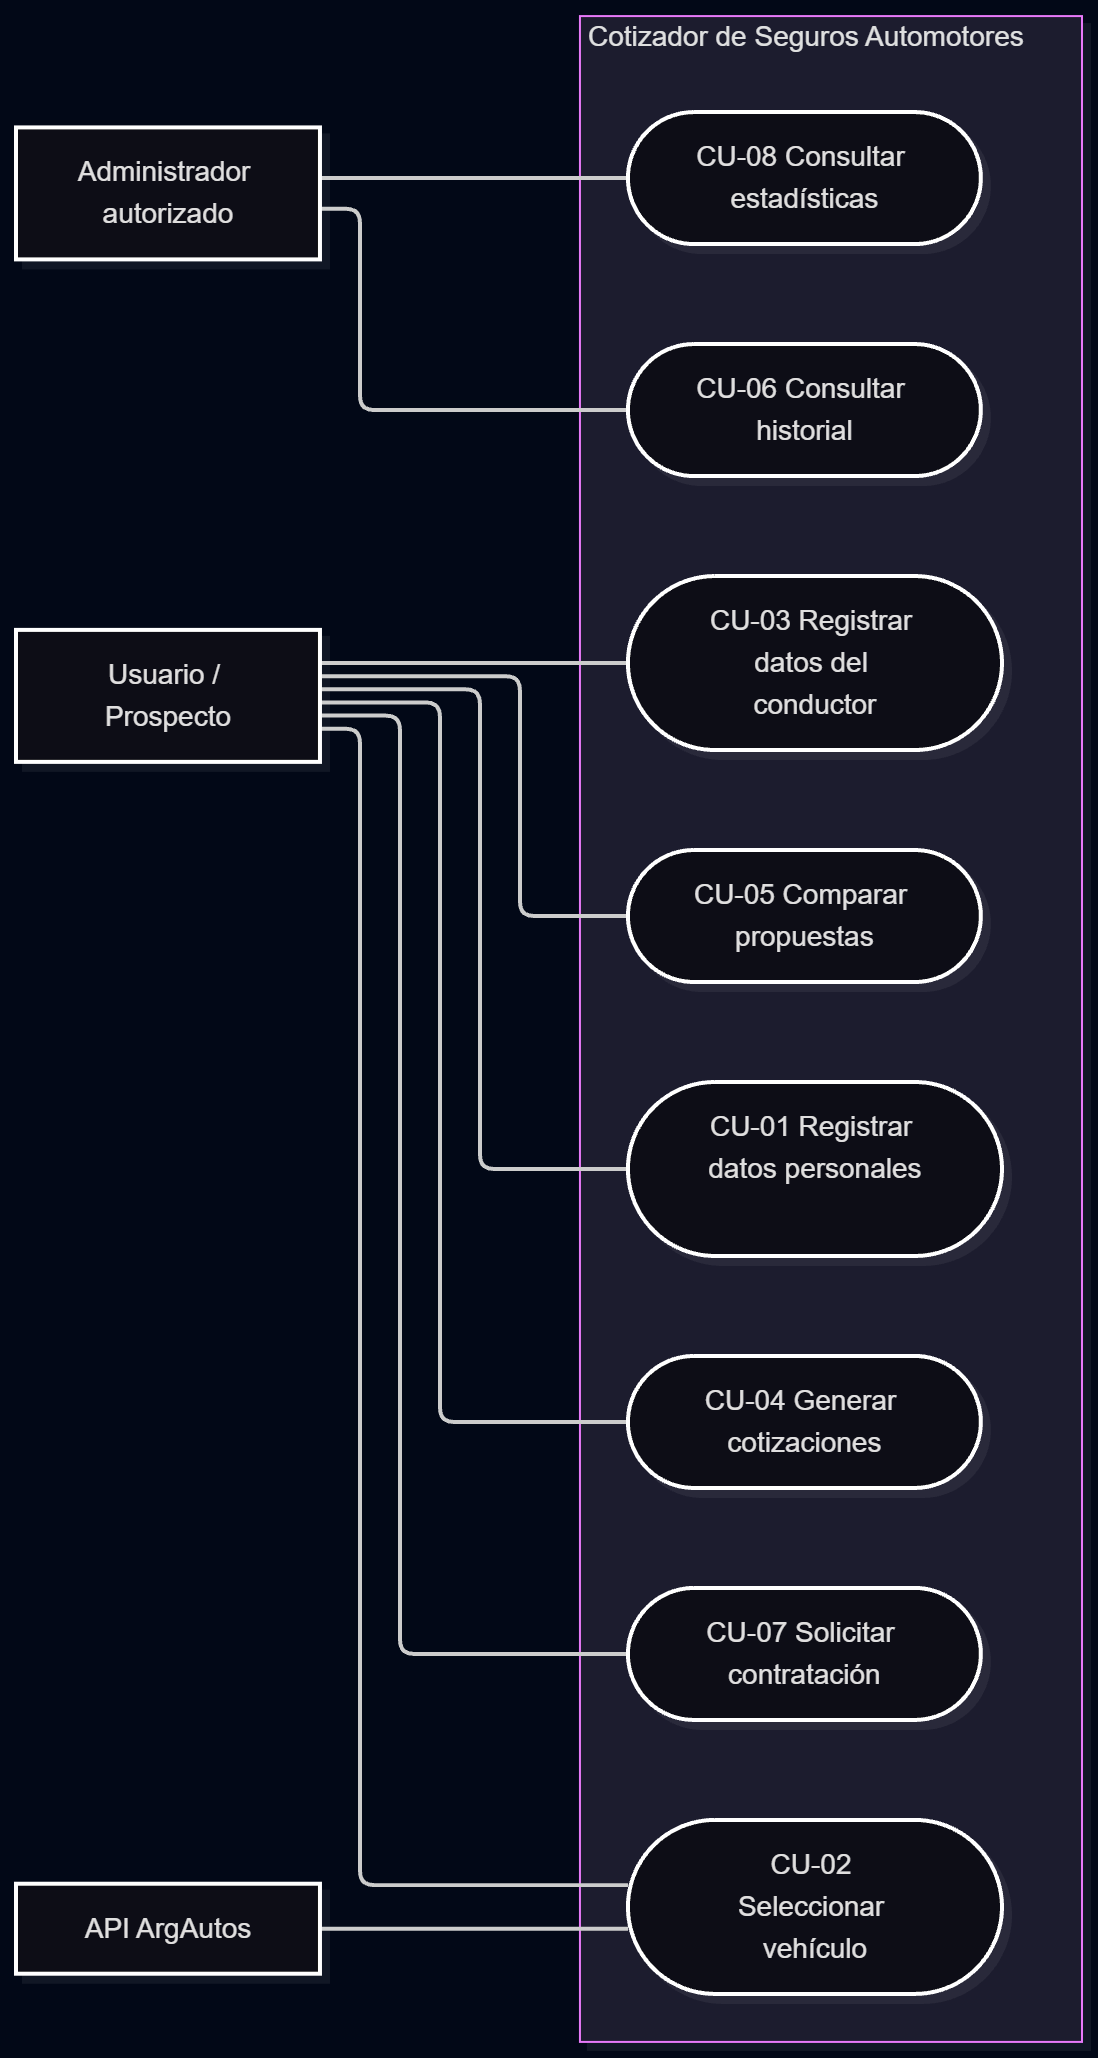 Cotizador de Seguros Automotores
Administrador
autorizado
CU-08 Consultar
estadísticas
CU-06 Consultar
historial
Usuario /
Prospecto
CU-03 Registrar
datos del
conductor
CU-05 Comparar
propuestas
CU-01 Registrar
datos personales
CU-04 Generar
cotizaciones
CU-07 Solicitar
contratación
API ArgAutos
CU-02
Seleccionar
vehículo